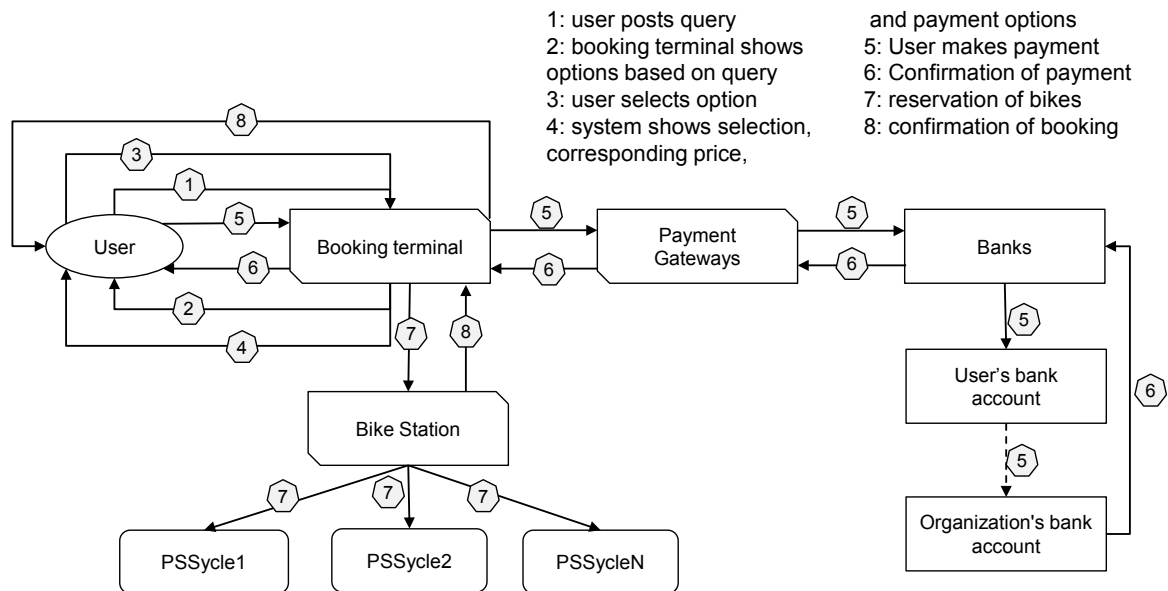 1: user posts query
2: booking terminal shows
options based on query
3: user selects option
4: system shows selection,
corresponding price,
and payment options
5: User makes payment
6: Confirmation of payment
7: reservation of bikes
8: confirmation of booking
8
3
1
5
5
5
User
Booking terminal
Payment
Gateways
Banks
6
6
6
2
4
7
8
5
User's bank
account
6
Bike Station
5
7
7
7
Organization's bank
account
PSSycle1
PSSycle2
PSSycleN